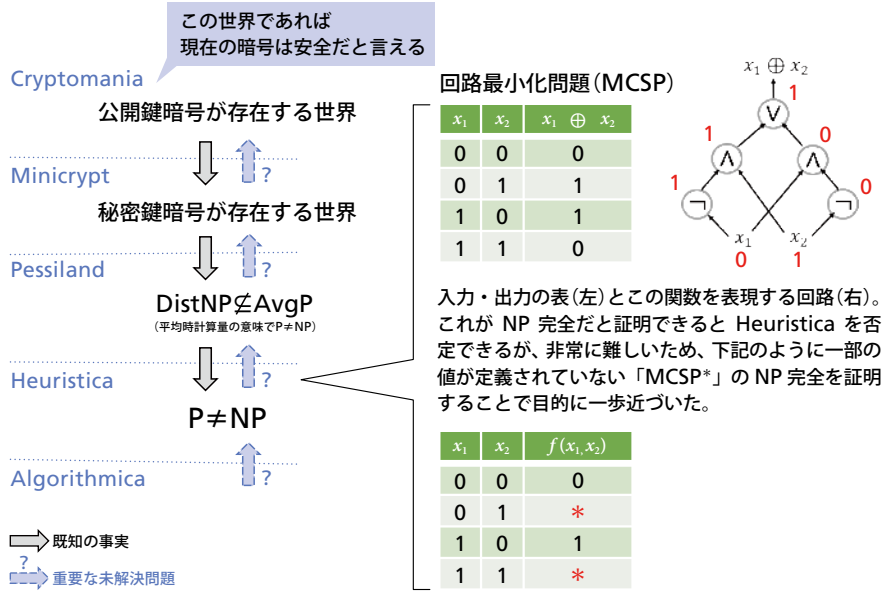 この世界であれば
現在の暗号は安全だと言える
Cryptomania
公開鍵暗号が存在する世界
?
Minicrypt
秘密鍵暗号が存在する世界
?
Pessiland
DistNP⊈AvgP
(平均時計算量の意味でP≠NP)
?
Heuristica
P≠NP
?
Algorithmica
既知の事実
?
重要な未解決問題
回路最小化問題(MCSP)
x₁ x₂ x₁ ⊕ x₂
0 0 0
0 1 1
1 0 1
1 1 0
x₁ ⊕ x₂
1
∨
1 0
∧ ∧
1 0
¬ ¬
x₁ x₂
0 1
入力・出力の表(左)とこの関数を表現する回路(右)。
これが NP 完全だと証明できると Heuristica を否
定できるが、非常に難しいため、下記のように一部の
値が定義されていない「MCSP*」の NP 完全を証明
することで目的に一歩近づいた。
x₁ x₂ f(x₁,x₂)
0 0 0
0 1 *
1 0 1
1 1 *